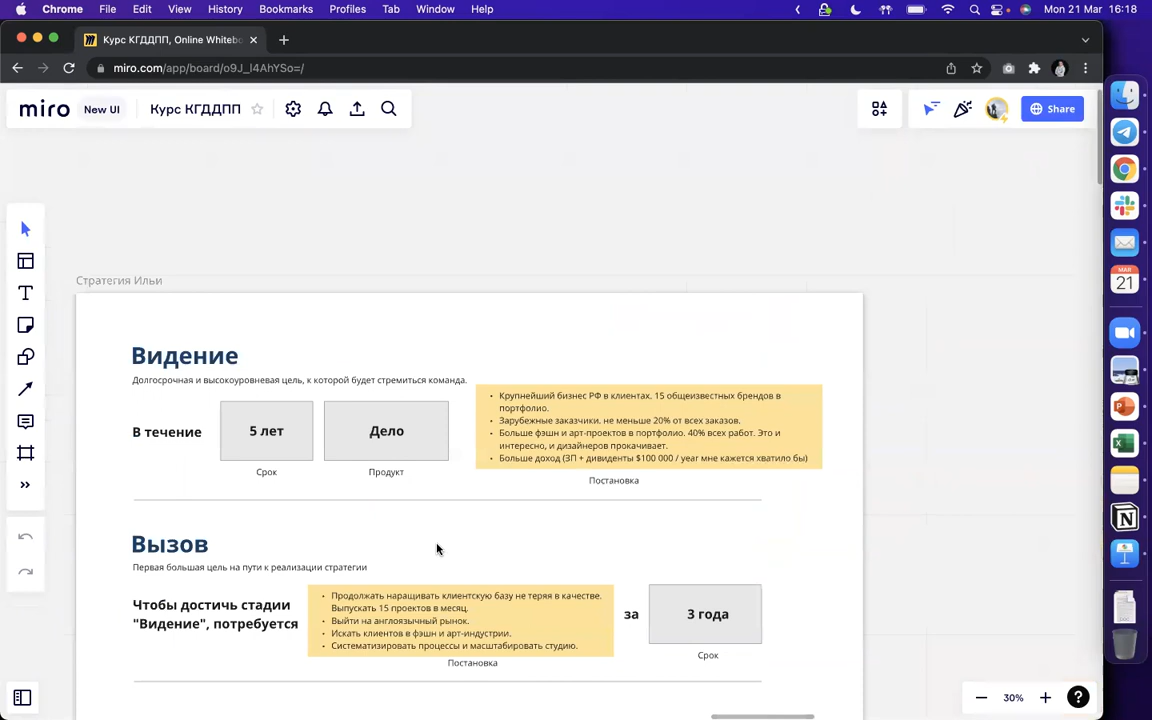 Chrome File Edit View History Bookmarks Profiles Tab Window Help Mon 21 Mar 16:18
Курс КГДДПП, Online Whitebo
miro.com/app/board/o9J_l4AhYSo=/
miro New UI Курс КГДДПП Share
MAR
21
Стратегия Ильи
Видение
Долгосрочная и высокоуровневая цель, к которой будет стремиться команда.
В течение
5 лет
Срок
Дело
Продукт
• Крупнейший бизнес РФ в клиентах. 15 общеизвестных брендов в
портфолио.
• Зарубежные заказчики. не меньше 20% от всех заказов.
• Больше фэшн и арт-проектов в портфолио. 40% всех работ. Это и
интересно, и дизайнеров прокачивает.
• Больше доход (ЗП + дивиденты $100 000 / year мне кажется хватило бы)
Постановка
Вызов
Первая большая цель на пути к реализации стратегии
Чтобы достичь стадии
"Видение", потребуется
• Продолжать наращивать клиентскую базу не теряя в качестве.
Выпускать 15 проектов в месяц.
• Выйти на англоязычный рынок.
• Искать клиентов в фэшн и арт-индустрии.
• Систематизировать процессы и масштабировать студию.
Постановка
за
3 года
Срок
30%